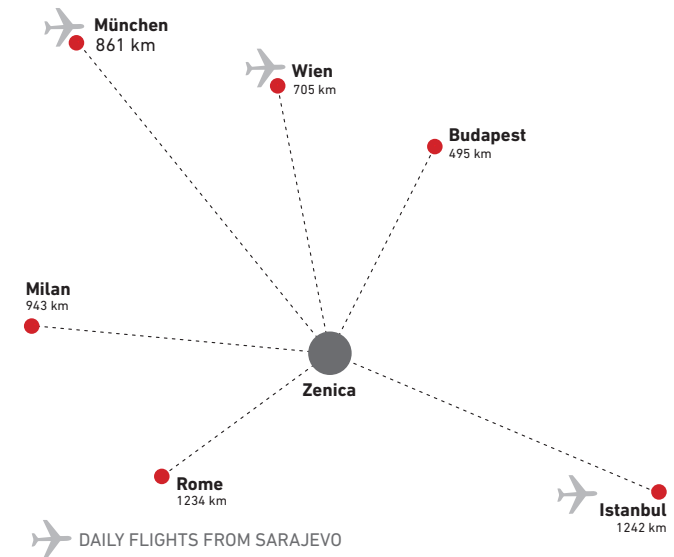 München
861 km
Wien
705 km
Budapest
495 km
Milan
943 km
Zenica
Rome
1234 km
Istanbul
1242 km
DAILY FLIGHTS FROM SARAJEVO